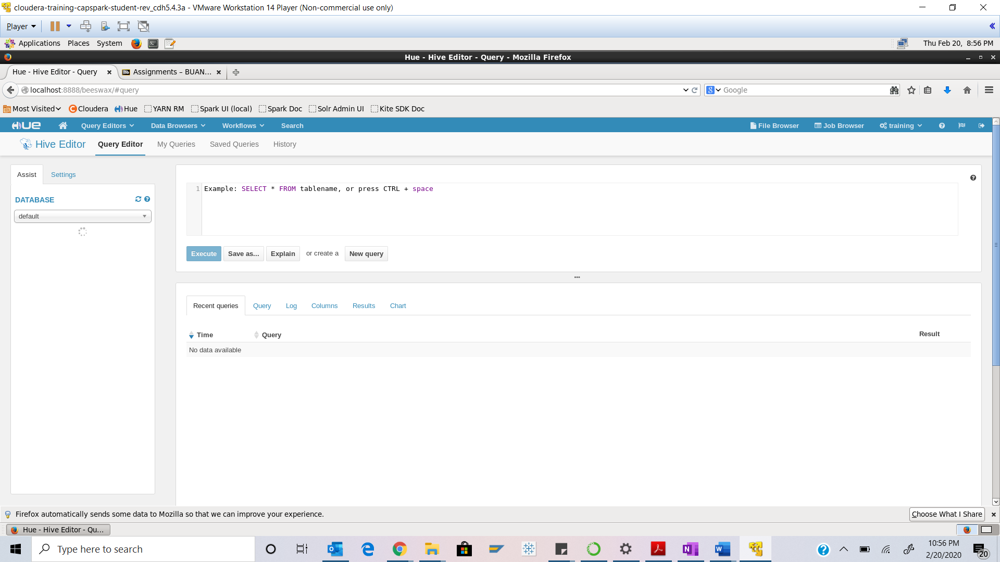 cloudera-training-capspark-student-rev_cdh5.4.3a - VMware Workstation 14 Player (Non-commercial use only)
Player
Applications Places System Thu Feb 20, 8:56 PM
Hue - Hive Editor - Query - Mozilla Firefox
Hue - Hive Editor - Query Assignments – BUAN...
localhost:8888/beeswax/#query Google
Most Visited Cloudera Hue YARN RM Spark UI (local) Spark Doc Solr Admin UI Kite SDK Doc
HUE Query Editors Data Browsers Workflows Search File Browser Job Browser training
Hive Editor Query Editor My Queries Saved Queries History
Assist Settings
DATABASE
default
1 Example: SELECT * FROM tablename, or press CTRL + space
Execute Save as... Explain or create a New query
Recent queries Query Log Columns Results Chart
Time Query Result
No data available
Firefox automatically sends some data to Mozilla so that we can improve your experience. Choose What I Share
Hue - Hive Editor - Qu...
Type here to search
10:56 PM
2/20/2020
20